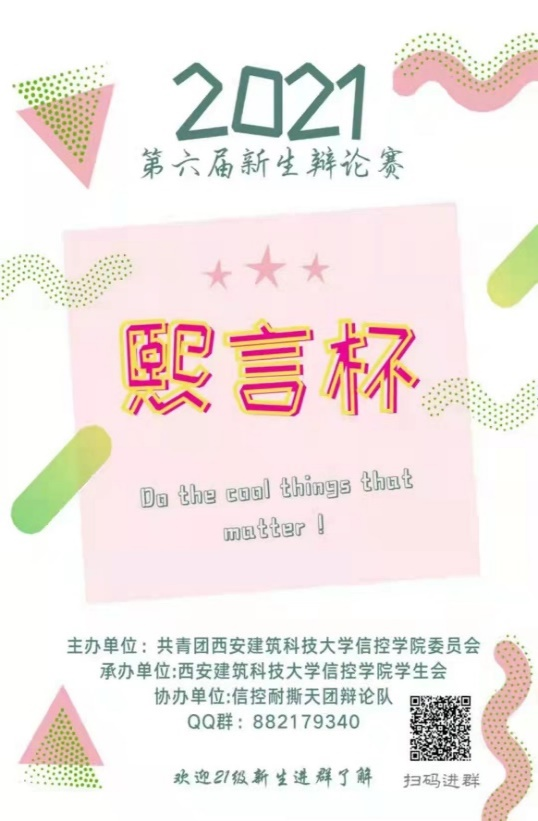 2021
第六届新生辩论赛
熙言杯
Do the cool things that
matter !
主办单位：共青团西安建筑科技大学信控学院委员会
承办单位:西安建筑科技大学信控学院学生会
协办单位:信控耐撕天团辩论队
QQ群：882179340
欢迎21级新生进群了解
扫码进群